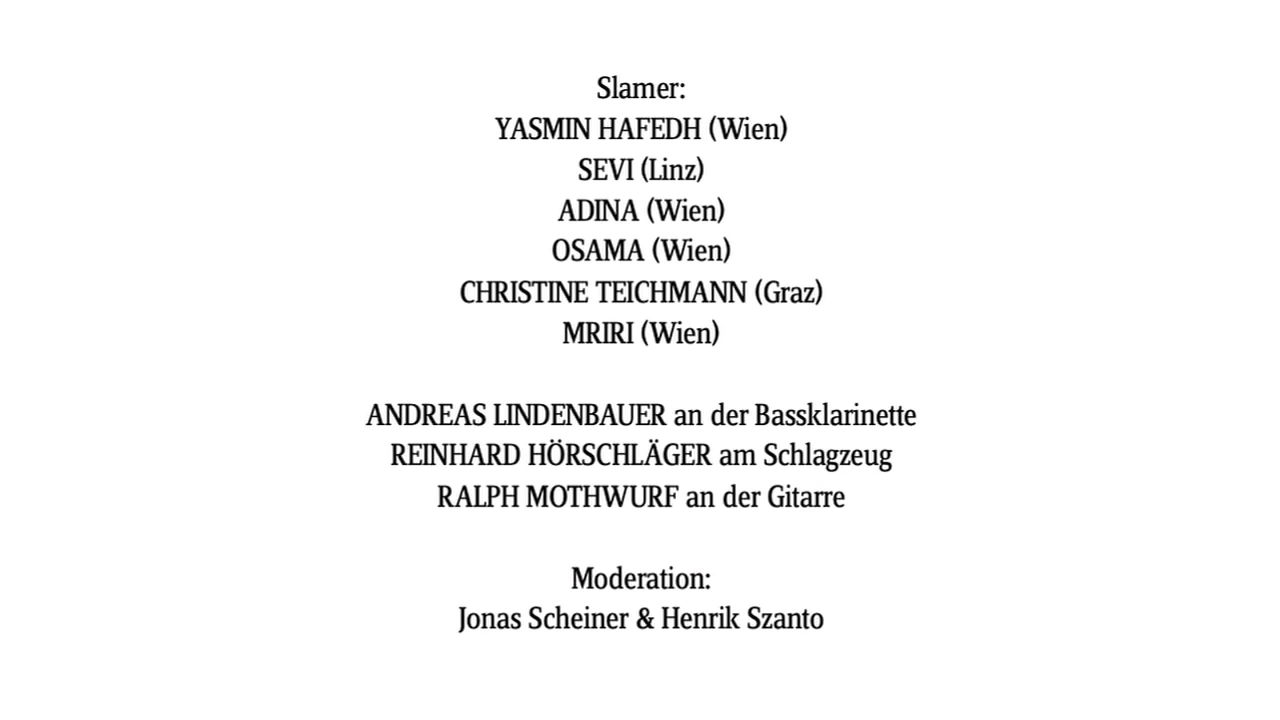 Slamer:
YASMIN HAFEDH (Wien)
SEVI (Linz)
ADINA (Wien)
OSAMA (Wien)
CHRISTINE TEICHMANN (Graz)
MRIRI (Wien)
ANDREAS LINDENBAUER an der Bassklarinette
REINHARD HÖRSCHLÄGER am Schlagzeug
RALPH MOTHWURF an der Gitarre
Moderation:
Jonas Scheiner & Henrik Szanto